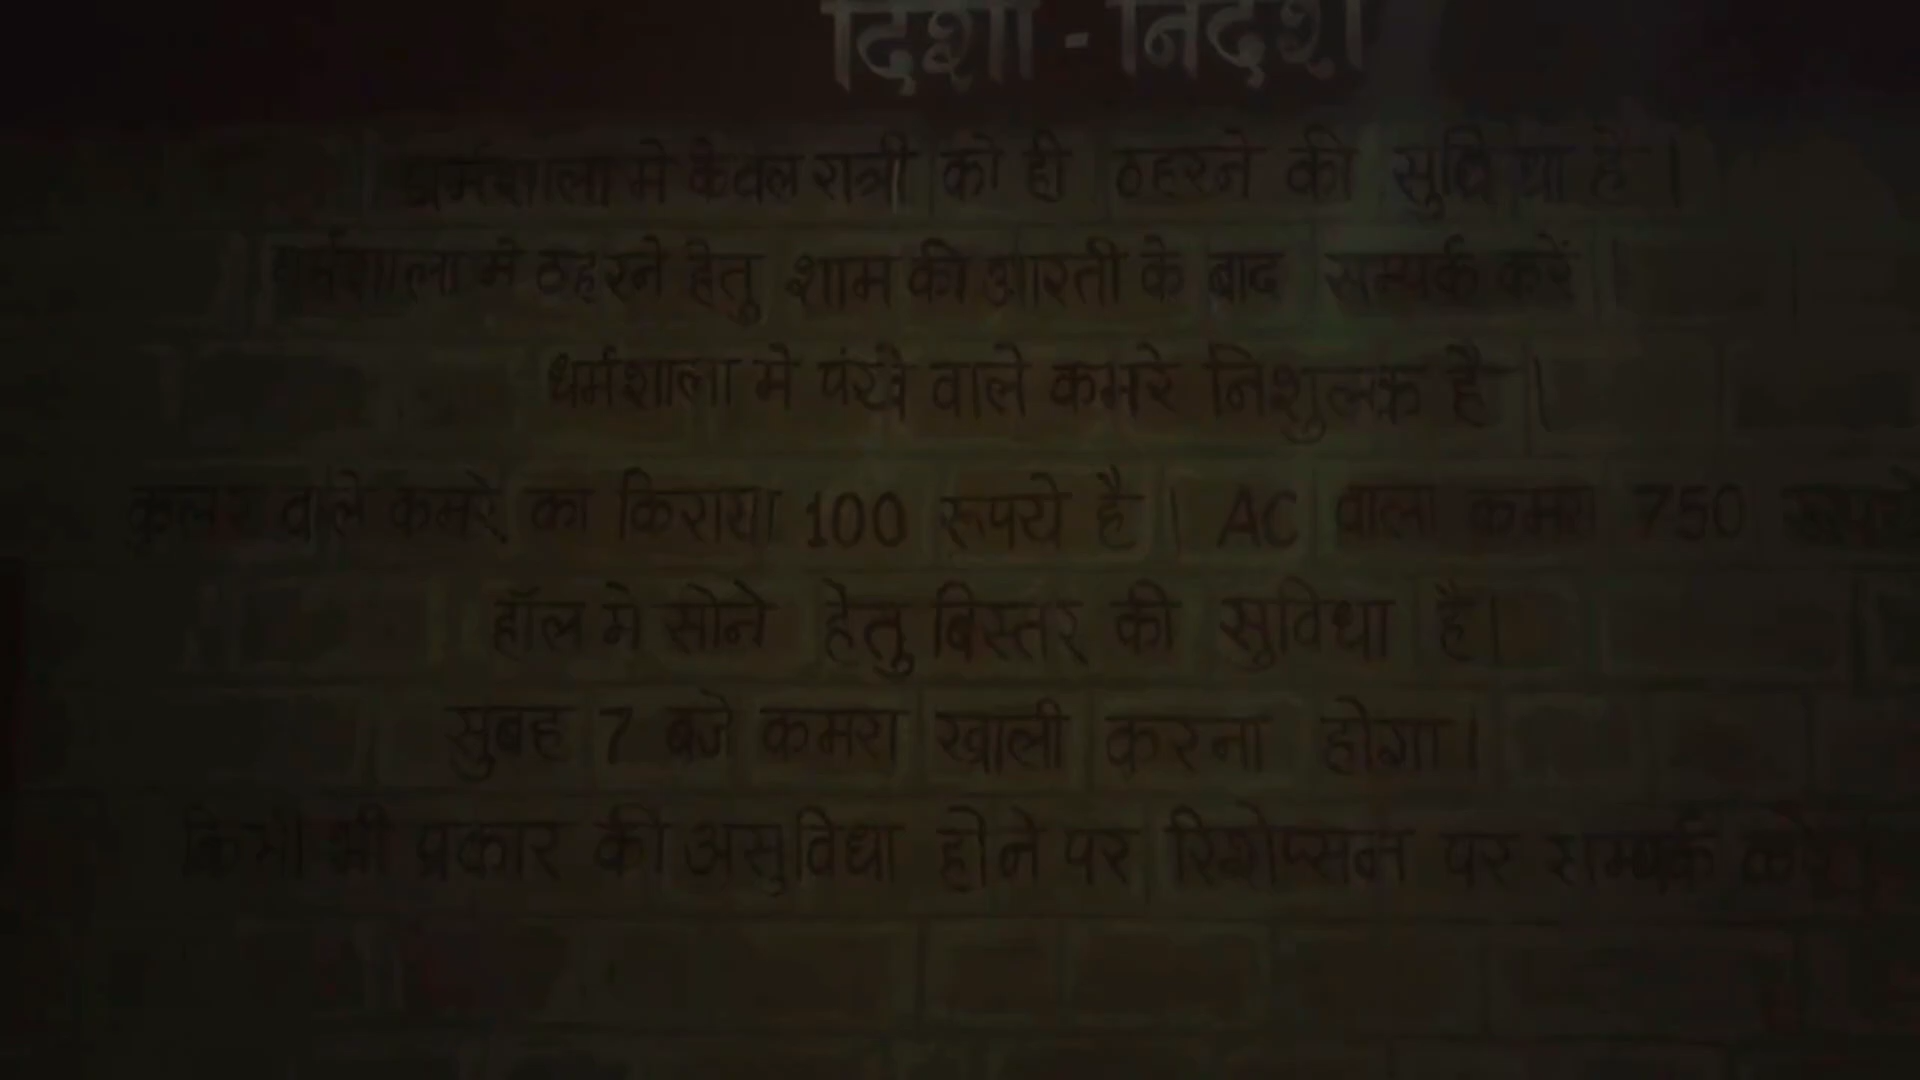 दिशा - निर्देश
धर्मशाला मे केवल रात्री को ही ठहरने की सुविधा है।
धर्मशाला मे ठहरने हेतु शाम की आरती के बाद सम्पर्क करें
धर्मशाला मे पंखे वाले कमरे निशुल्क है।
कुलर वाले कमरे का किराया 100 रूपये है। AC वाला कमरा 750 रूपये
हॉल मे सोने हेतु बिस्तर की सुविधा है।
सुबह 7 बजे कमरा खाली करना होगा।
किसी भी प्रकार की असुविधा होने पर पर सम्पर्क करे